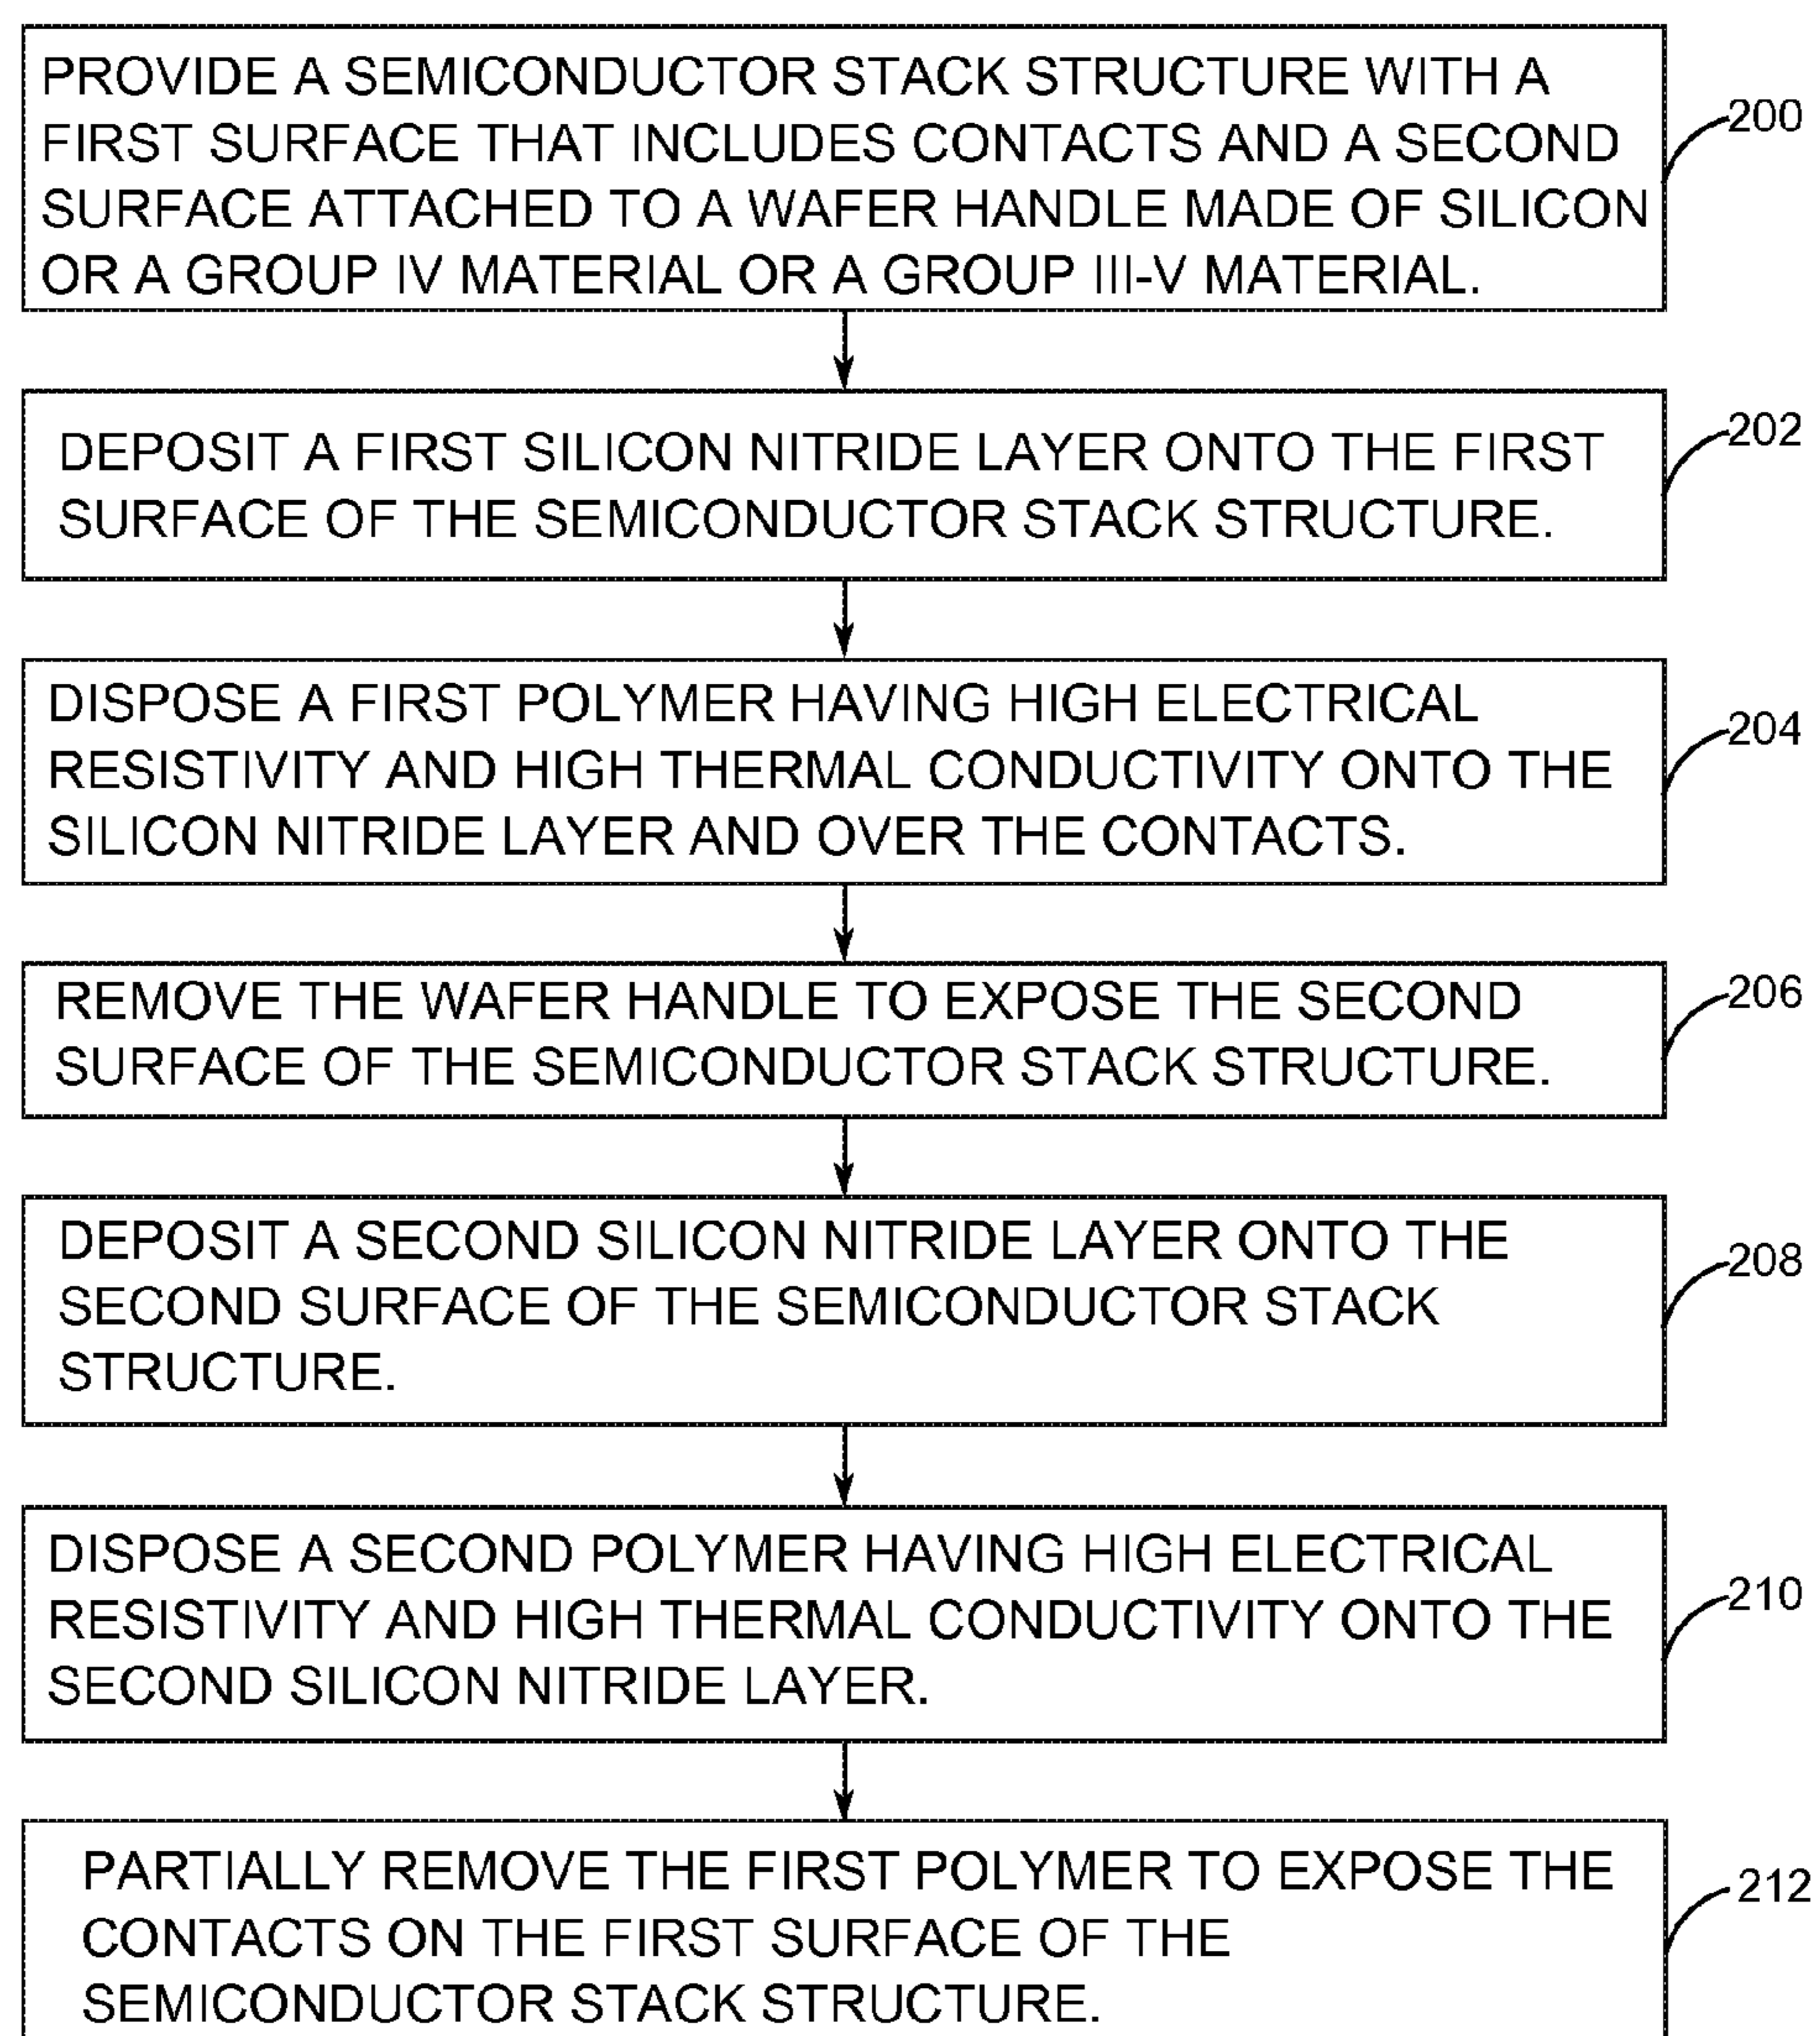 PROVIDE A SEMICONDUCTOR STACK STRUCTURE WITH A
FIRST SURFACE THAT INCLUDES CONTACTS AND A SECOND
SURFACE ATTACHED TO A WAFER HANDLE MADE OF SILICON
OR A GROUP IV MATERIAL OR A GROUP III-V MATERIAL.
200
DEPOSIT A FIRST SILICON NITRIDE LAYER ONTO THE FIRST
SURFACE OF THE SEMICONDUCTOR STACK STRUCTURE.
202
DISPOSE A FIRST POLYMER HAVING HIGH ELECTRICAL
RESISTIVITY AND HIGH THERMAL CONDUCTIVITY ONTO THE
SILICON NITRIDE LAYER AND OVER THE CONTACTS.
204
REMOVE THE WAFER HANDLE TO EXPOSE THE SECOND
SURFACE OF THE SEMICONDUCTOR STACK STRUCTURE.
206
DEPOSIT A SECOND SILICON NITRIDE LAYER ONTO THE
SECOND SURFACE OF THE SEMICONDUCTOR STACK
STRUCTURE.
208
DISPOSE A SECOND POLYMER HAVING HIGH ELECTRICAL
RESISTIVITY AND HIGH THERMAL CONDUCTIVITY ONTO THE
SECOND SILICON NITRIDE LAYER.
210
PARTIALLY REMOVE THE FIRST POLYMER TO EXPOSE THE
CONTACTS ON THE FIRST SURFACE OF THE
SEMICONDUCTOR STACK STRUCTURE.
212